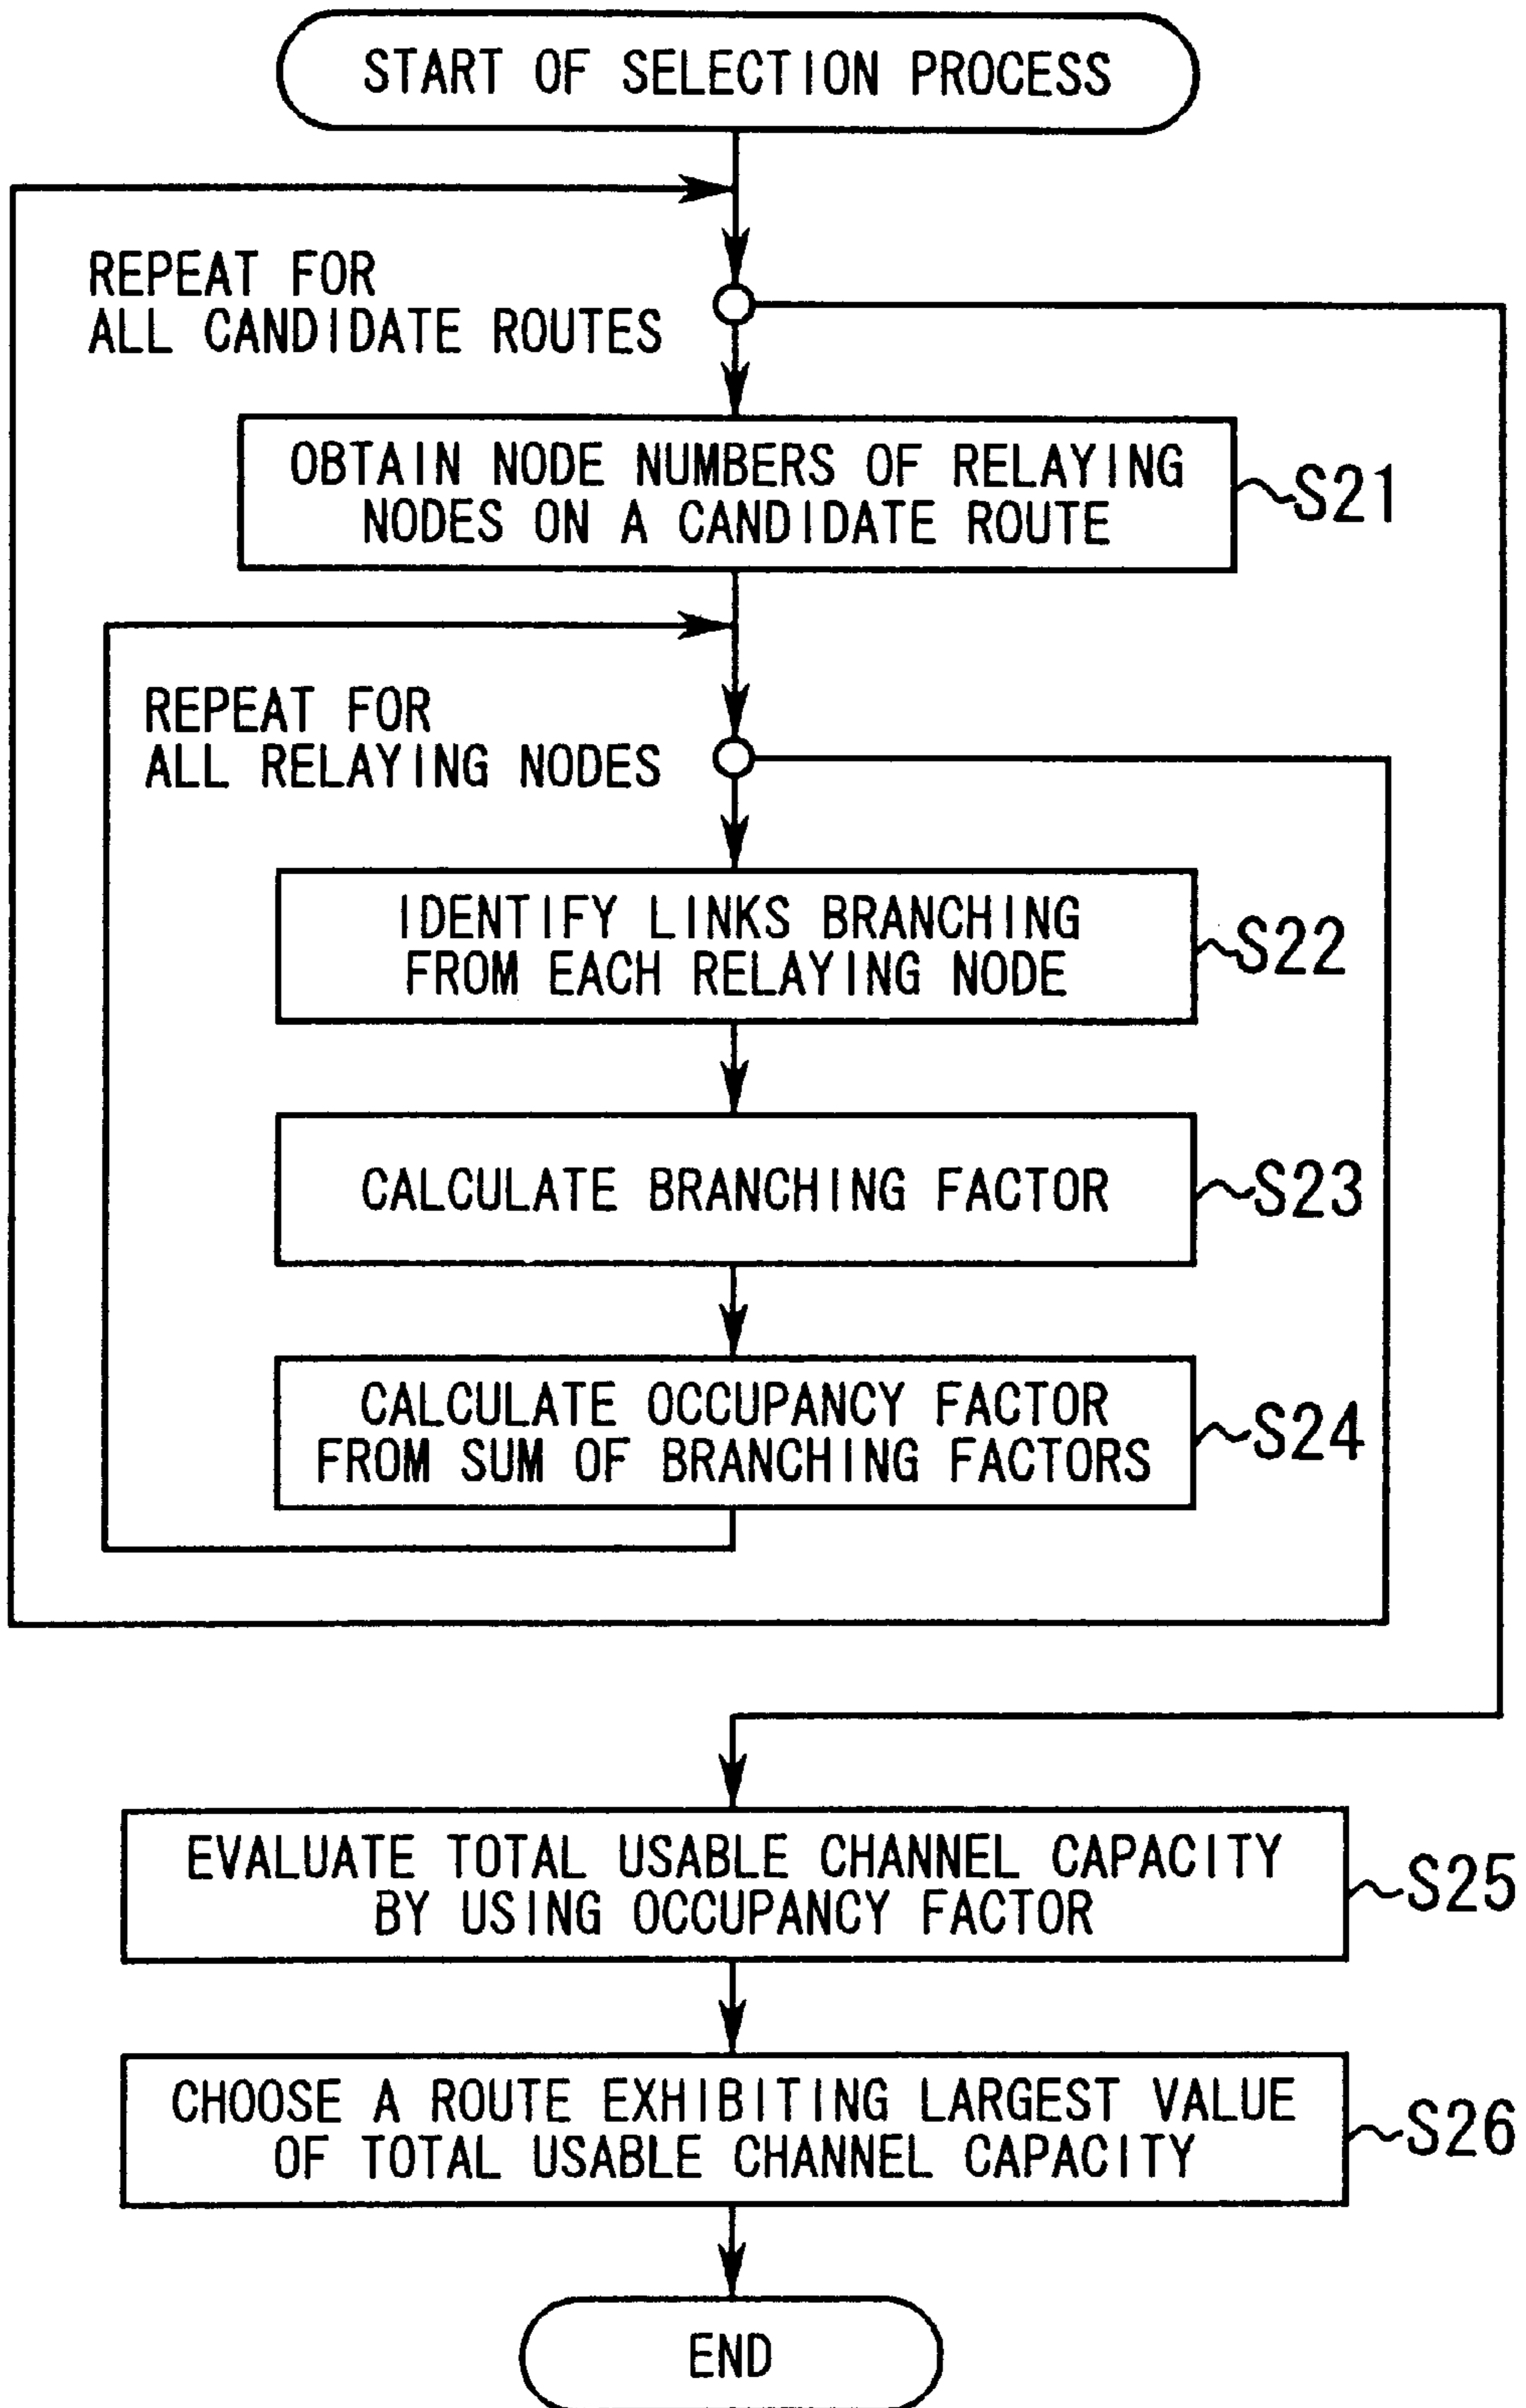 START OF SELECTION PROCESS
REPEAT FOR
ALL CANDIDATE ROUTES
OBTAIN NODE NUMBERS OF RELAYING
NODES ON A CANDIDATE ROUTE
S21
REPEAT FOR
ALL RELAYING NODES
IDENTIFY LINKS BRANCHING
FROM EACH RELAYING NODE
S22
CALCULATE BRANCHING FACTOR
S23
CALCULATE OCCUPANCY FACTOR
FROM SUM OF BRANCHING FACTORS
S24
EVALUATE TOTAL USABLE CHANNEL CAPACITY
BY USING OCCUPANCY FACTOR
S25
CHOOSE A ROUTE EXHIBITING LARGEST VALUE
OF TOTAL USABLE CHANNEL CAPACITY
S26
END